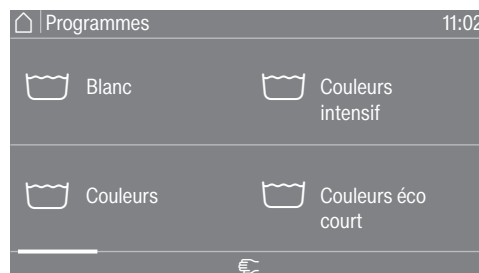 Programmes
11:02
Blanc
Couleurs
intensif
Couleurs
Couleurs éco
court